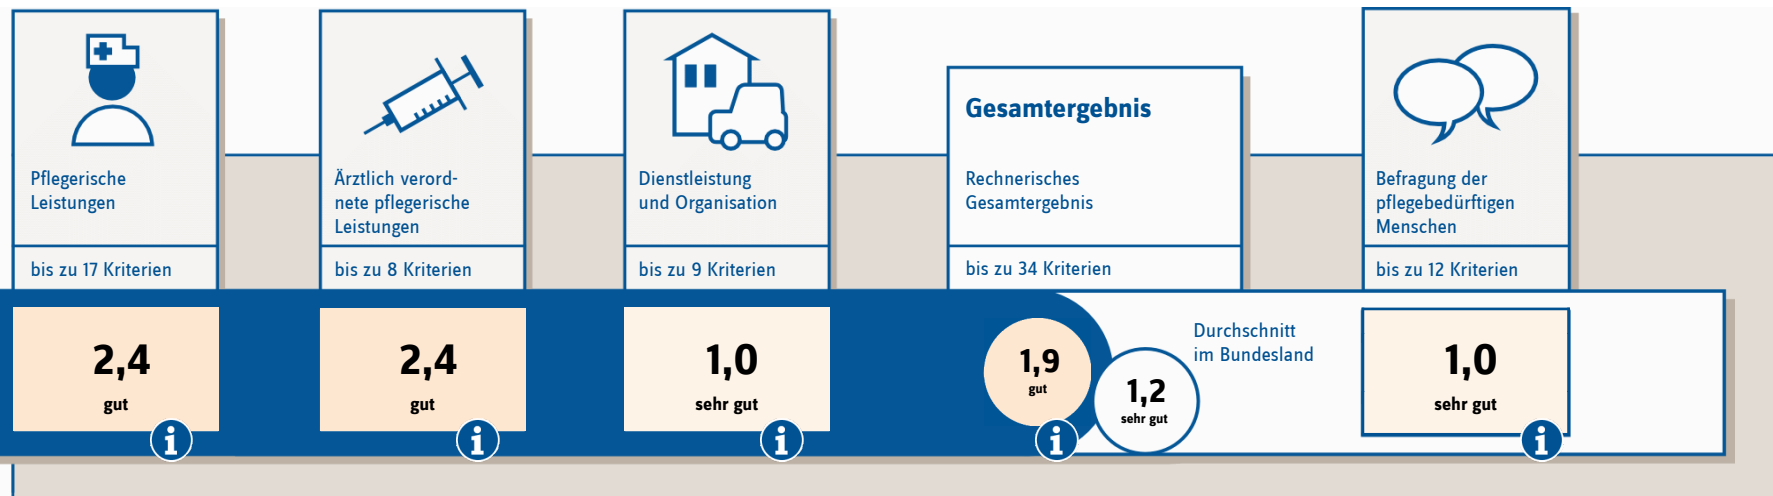 Pflegerische
Leistungen
bis zu 17 Kriterien
2,4
gut
i
Ärztlich verord-
nete pflegerische
Leistungen
bis zu 8 Kriterien
2,4
gut
i
Dienstleistung
und Organisation
bis zu 9 Kriterien
1,0
sehr gut
i
Gesamtergebnis
Rechnerisches
Gesamtergebnis
bis zu 34 Kriterien
1,9
gut
i
1,2
sehr gut
Durchschnitt
im Bundesland
Befragung der
pflegebedürftigen
Menschen
bis zu 12 Kriterien
1,0
sehr gut
i